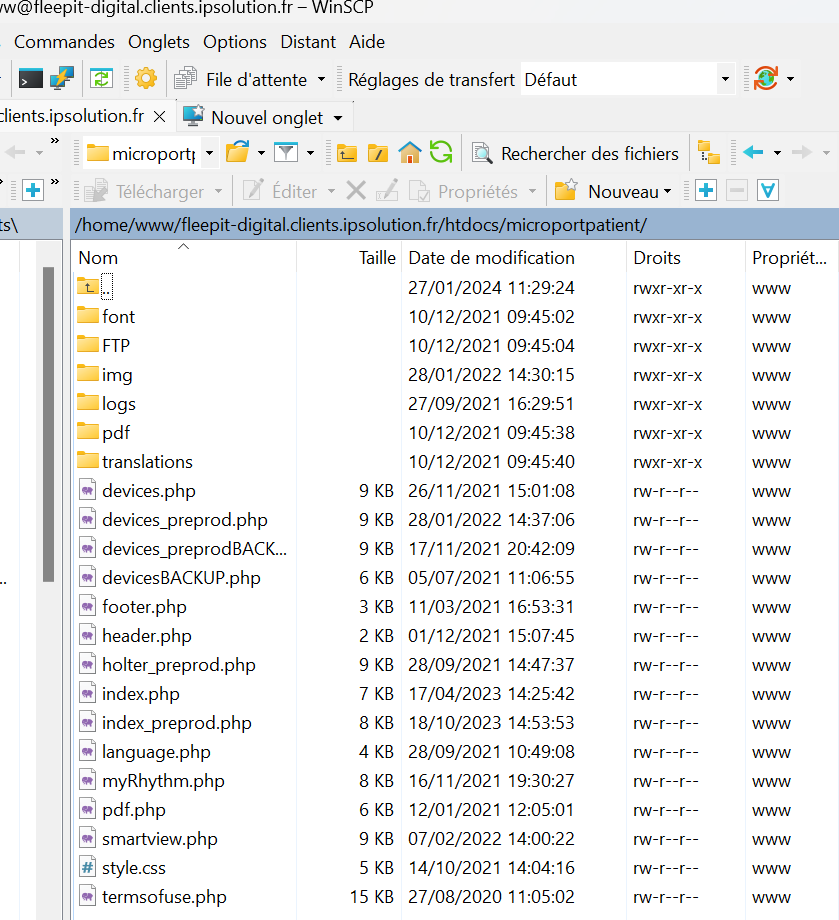 ww@fleepit-digital.clients.ipsolution.fr – WinSCP
Commandes Onglets Options Distant Aide
File d'attente Réglages de transfert Défaut
clients.ipsolution.fr Nouvel onglet
» microportp Rechercher des fichiers
» Télécharger Éditer Propriétés Nouveau
ts\ /home/www/fleepit-digital.clients.ipsolution.fr/htdocs/microportpatient/
Nom Taille Date de modification Droits Propriét...
.. 27/01/2024 11:29:24 rwxr-xr-x www
font 10/12/2021 09:45:02 rwxr-xr-x www
FTP 10/12/2021 09:45:04 rwxr-xr-x www
img 28/01/2022 14:30:15 rwxr-xr-x www
logs 27/09/2021 16:29:51 rwxr-xr-x www
pdf 10/12/2021 09:45:38 rwxr-xr-x www
translations 10/12/2021 09:45:40 rwxr-xr-x www
devices.php 9 KB 26/11/2021 15:01:08 rw-r--r-- www
devices_preprod.php 9 KB 28/01/2022 14:37:06 rw-r--r-- www
devices_preprodBACK... 9 KB 17/11/2021 20:42:09 rw-r--r-- www
... devicesBACKUP.php 6 KB 05/07/2021 11:06:55 rw-r--r-- www
footer.php 3 KB 11/03/2021 16:53:31 rw-r--r-- www
header.php 2 KB 01/12/2021 15:07:45 rw-r--r-- www
holter_preprod.php 9 KB 28/09/2021 14:47:37 rw-r--r-- www
index.php 7 KB 17/04/2023 14:25:42 rw-r--r-- www
index_preprod.php 8 KB 18/10/2023 14:53:53 rw-r--r-- www
language.php 4 KB 28/09/2021 10:49:08 rw-r--r-- www
myRhythm.php 8 KB 16/11/2021 19:30:27 rw-r--r-- www
pdf.php 6 KB 12/01/2021 12:05:01 rw-r--r-- www
smartview.php 9 KB 07/02/2022 14:00:22 rw-r--r-- www
style.css 5 KB 14/10/2021 14:04:16 rw-r--r-- www
termsofuse.php 15 KB 27/08/2020 11:05:02 rw-r--r-- www